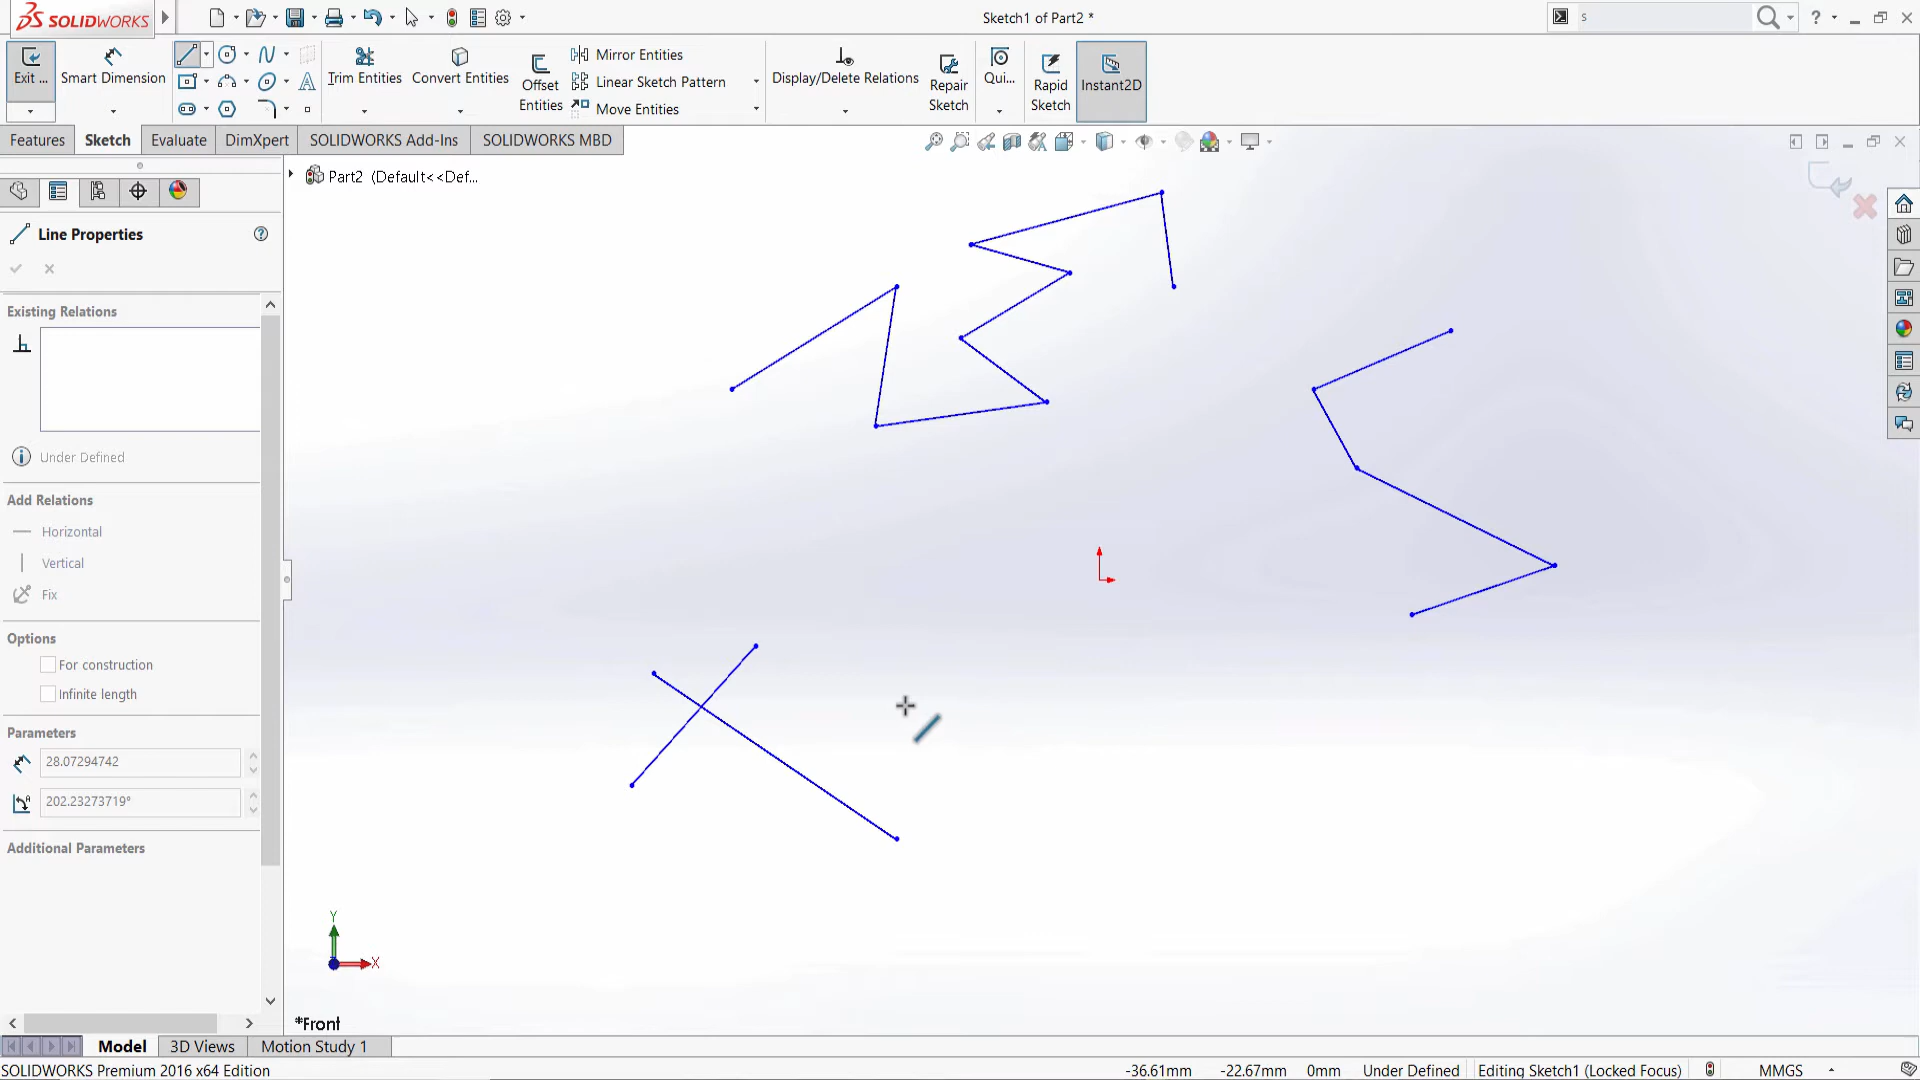 SOLIDWORKS
Sketch1 of Part2 *
s
?
Exit ...
Smart Dimension
Trim Entities
Convert Entities
Offset Entities
Mirror Entities
Linear Sketch Pattern
Move Entities
Display/Delete Relations
Repair Sketch
Qui...
Rapid Sketch
Instant2D
Features
Sketch
Evaluate
DimXpert
SOLIDWORKS Add-Ins
SOLIDWORKS MBD
Part2 (Default<<Def...
Line Properties
?
Existing Relations
Under Defined
Add Relations
Horizontal
Vertical
Fix
Options
For construction
Infinite length
Parameters
28.07294742
202.23273719°
Additional Parameters
Y
X
*Front
Model
3D Views
Motion Study 1
SOLIDWORKS Premium 2016 x64 Edition
-36.61mm
-22.67mm
0mm
Under Defined
Editing Sketch1 (Locked Focus)
MMGS